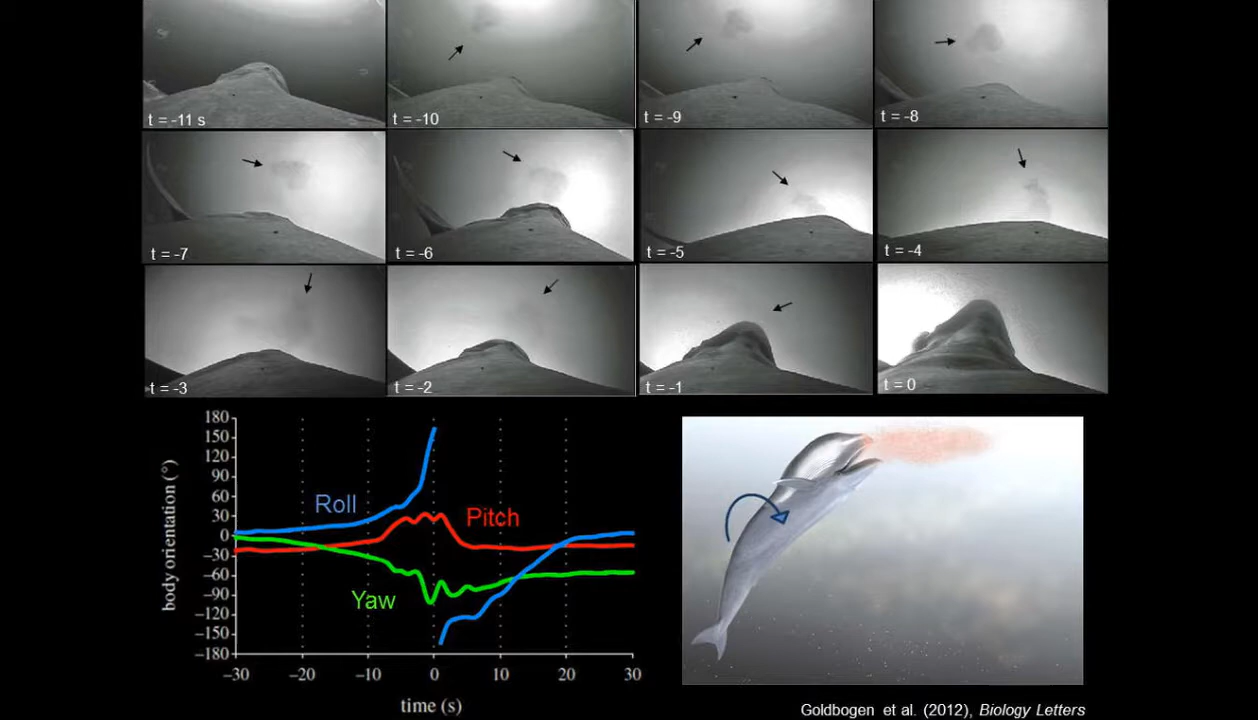 t = -11 s
t = -10
t = -9
t = -8
t = -7
t = -6
t = -5
t = -4
t = -3
t = -2
t = -1
t = 0
180
150
120
90
60
30
0
–30
–60
–90
–120
–150
–180
body orientation (°)
Roll
Pitch
Yaw
–30
–20
–10
0
10
20
30
time (s)
Goldbogen et al. (2012), Biology Letters